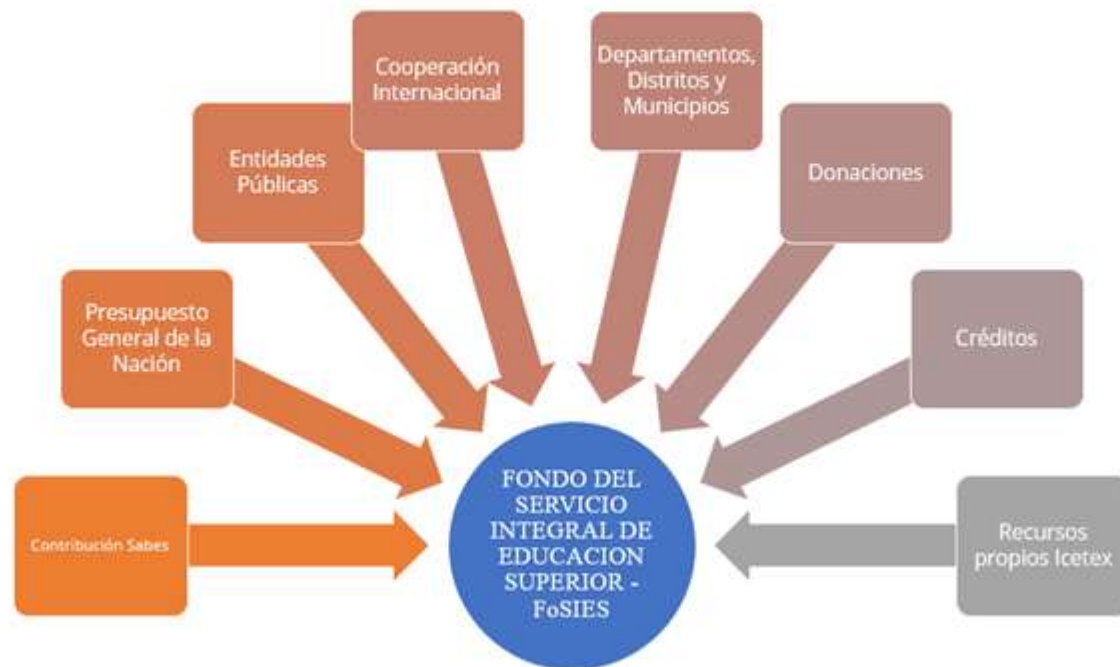 Contribución Sabes
Presupuesto
General de la
Nación
Entidades
Públicas
Cooperación
Internacional
Departamentos,
Distritos y
Municipios
Donaciones
Créditos
Recursos
propios Icetex
FONDO DEL
SERVICIO
INTEGRAL DE
EDUCACION
SUPERIOR -
FoSIES